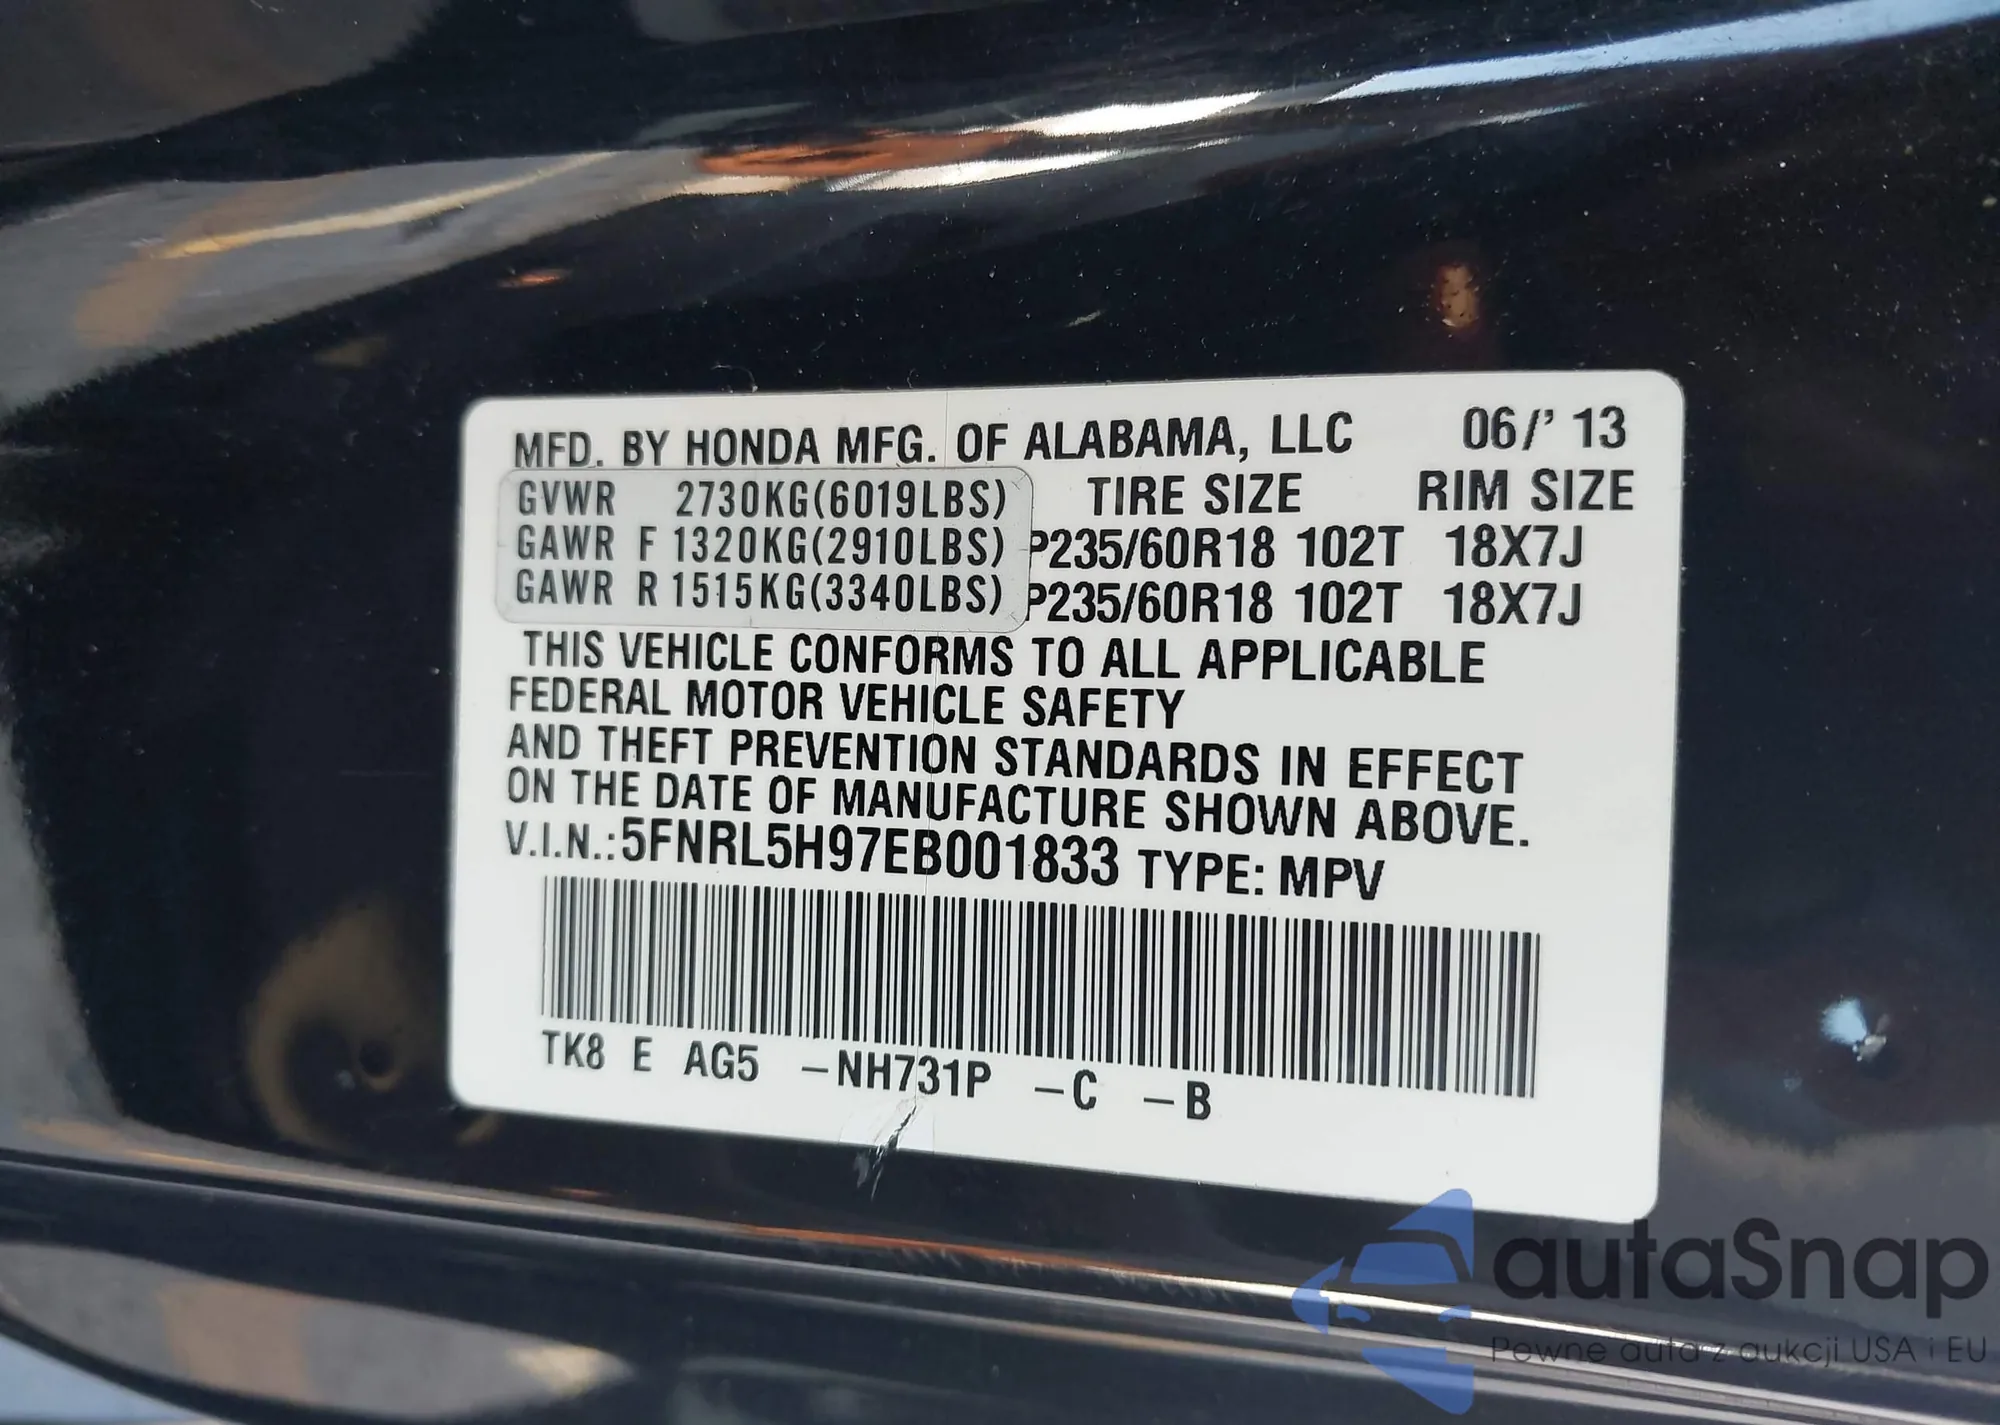 MFD. BY HONDA MFG. OF ALABAMA, LLC 06/' 13
GVWR 2730KG(6019LBS) TIRE SIZE RIM SIZE
GAWR F 1320KG(2910LBS) P235/60R18 102T 18X7J
GAWR R 1515KG(3340LBS) P235/60R18 102T 18X7J
THIS VEHICLE CONFORMS TO ALL APPLICABLE
FEDERAL MOTOR VEHICLE SAFETY
AND THEFT PREVENTION STANDARDS IN EFFECT
ON THE DATE OF MANUFACTURE SHOWN ABOVE.
V.I.N.:5FNRL5H97EB001833 TYPE: MPV
TK8 E AG5 –NH731P –C –B
autaSnap
Pewne auta z aukcji USA i EU